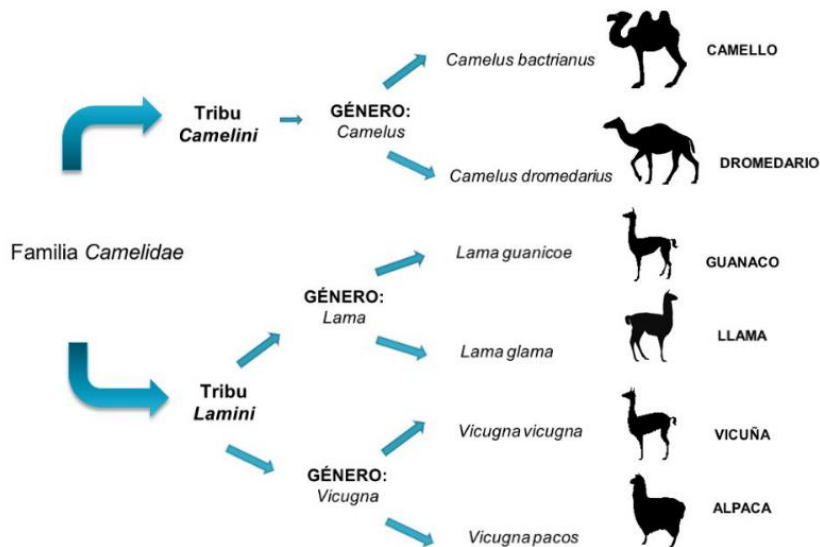 Familia Camelidae
Tribu
Camelini
GÉNERO:
Camelus
Camelus bactrianus
CAMELLO
Camelus dromedarius
DROMEDARIO
Tribu
Lamini
GÉNERO:
Lama
Lama guanicoe
GUANACO
Lama glama
LLAMA
GÉNERO:
Vicugna
Vicugna vicugna
VICUÑA
Vicugna pacos
ALPACA